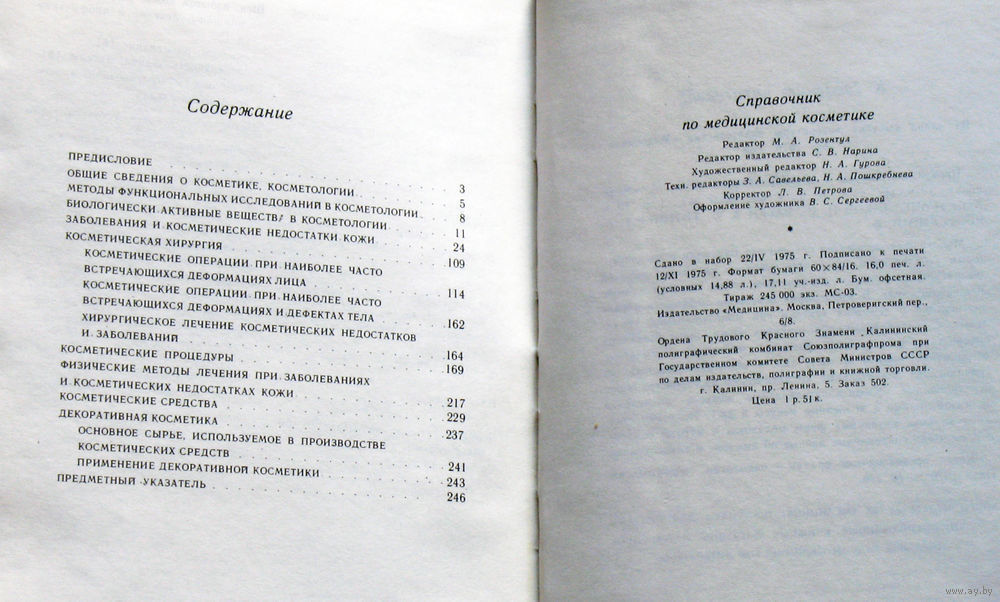 Содержание
ПРЕДИСЛОВИЕ
ОБЩИЕ СВЕДЕНИЯ О КОСМЕТИКЕ, КОСМЕТОЛОГИИ 3
МЕТОДЫ ФУНКЦИОНАЛЬНЫХ ИССЛЕДОВАНИЙ В КОСМЕТОЛОГИИ 5
БИОЛОГИЧЕСКИ АКТИВНЫЕ ВЕЩЕСТВА В КОСМЕТОЛОГИИ 8
ЗАБОЛЕВАНИЯ И КОСМЕТИЧЕСКИЕ НЕДОСТАТКИ КОЖИ 11
КОСМЕТИЧЕСКАЯ ХИРУРГИЯ 24
КОСМЕТИЧЕСКИЕ ОПЕРАЦИИ ПРИ НАИБОЛЕЕ ЧАСТО 109
ВСТРЕЧАЮЩИХСЯ ДЕФОРМАЦИЯХ ЛИЦА
КОСМЕТИЧЕСКИЕ ОПЕРАЦИИ ПРИ НАИБОЛЕЕ ЧАСТО 114
ВСТРЕЧАЮЩИХСЯ ДЕФОРМАЦИЯХ И ДЕФЕКТАХ ТЕЛА
ХИРУРГИЧЕСКОЕ ЛЕЧЕНИЕ КОСМЕТИЧЕСКИХ НЕДОСТАТКОВ 162
И ЗАБОЛЕВАНИЙ
КОСМЕТИЧЕСКИЕ ПРОЦЕДУРЫ 164
ФИЗИЧЕСКИЕ МЕТОДЫ ЛЕЧЕНИЯ ПРИ ЗАБОЛЕВАНИЯХ 169
И КОСМЕТИЧЕСКИХ НЕДОСТАТКАХ КОЖИ
КОСМЕТИЧЕСКИЕ СРЕДСТВА 217
ДЕКОРАТИВНАЯ КОСМЕТИКА 229
ОСНОВНОЕ СЫРЬЕ, ИСПОЛЬЗУЕМОЕ В ПРОИЗВОДСТВЕ 237
КОСМЕТИЧЕСКИХ СРЕДСТВ
ПРИМЕНЕНИЕ ДЕКОРАТИВНОЙ КОСМЕТИКИ 241
ПРЕДМЕТНЫЙ УКАЗАТЕЛЬ 243
246
Справочник
по медицинской косметике
Редактор М. А. Розентул
Редактор издательства С. В. Нарина
Художественный редактор Н. А. Гурова
Техн. редакторы З. А. Савельева, Н. А. Пошкребнева
Корректор Л. В. Петрова
Оформление художника В. С. Сергеевой
Сдано в набор 22/IV 1975 г. Подписано к печати
12/XI 1975 г. Формат бумаги 60×84/16. 16,0 печ. л.
(условных 14,88 л.), 17,11 уч.-изд. л. Бум. офсетная.
Тираж 245 000 экз. МС-03.
Издательство «Медицина». Москва, Петроверигский пер.,
6/8.
Ордена Трудового Красного Знамени Калининский
полиграфический комбинат Союзполиграфпрома при
Государственном комитете Совета Министров СССР
по делам издательств, полиграфии и книжной торговли.
г. Калинин, пр. Ленина, 5. Заказ 502.
Цена 1 р. 51 к.
www.ay.by